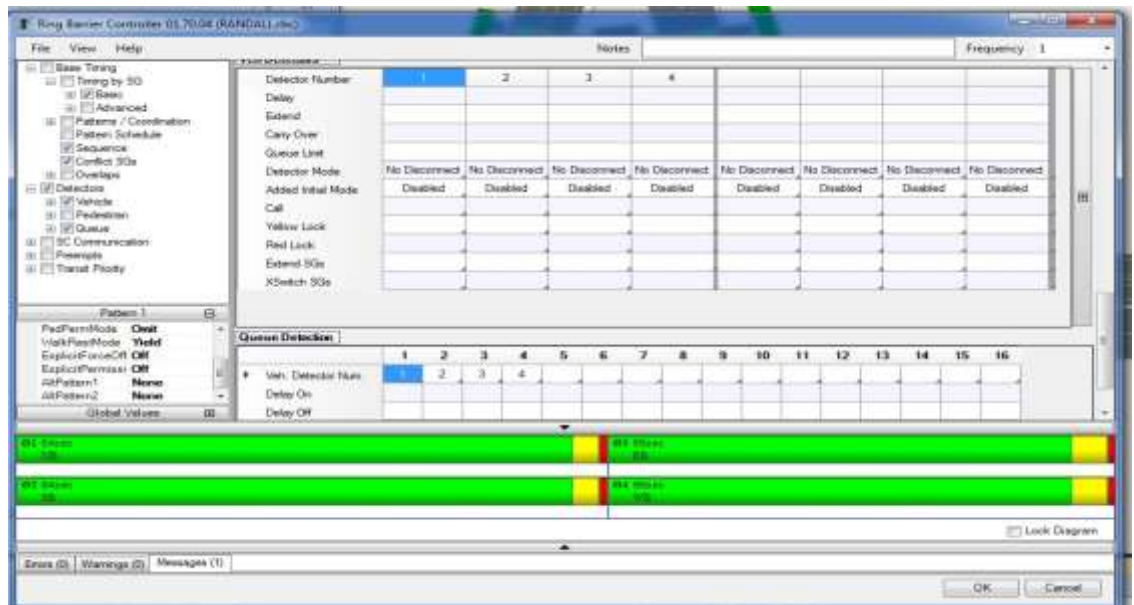 Ring Barrier Controller 01.70.04 (RANDALL.rbc)
File View Help Notes Frequency 1
Base Timing
Timing by SG
Basic
Advanced
Patterns / Coordination
Pattern Schedule
Sequence
Conflict SGs
Overlaps
Detectors
Vehicle
Pedestrian
Queue
SC Communication
Preempts
Transit Priority
Pattern 1
PedPermMode Omit
WalkRestMode Yield
ExplicitForceOff OFF
ExplicitPermissi OFF
AltPattern1 None
AltPattern2 None
Global Values
Detector Number 1 2 3 4
Delay
Extend
Carry Over
Queue Limit
Detector Mode No Disconnect No Disconnect No Disconnect No Disconnect No Disconnect No Disconnect No Disconnect No Disconnect
Added Initial Mode Disabled Disabled Disabled Disabled Disabled Disabled Disabled Disabled
Call
Yellow Lock
Red Lock
Extend SGs
XSwitch SGs
Queue Detection
1 2 3 4 5 6 7 8 9 10 11 12 13 14 15 16
Veh. Detector Num 1 2 3 4
Delay On
Delay Off
Lock Diagram
Errors (0) Warnings (0) Messages (1)
OK Cancel